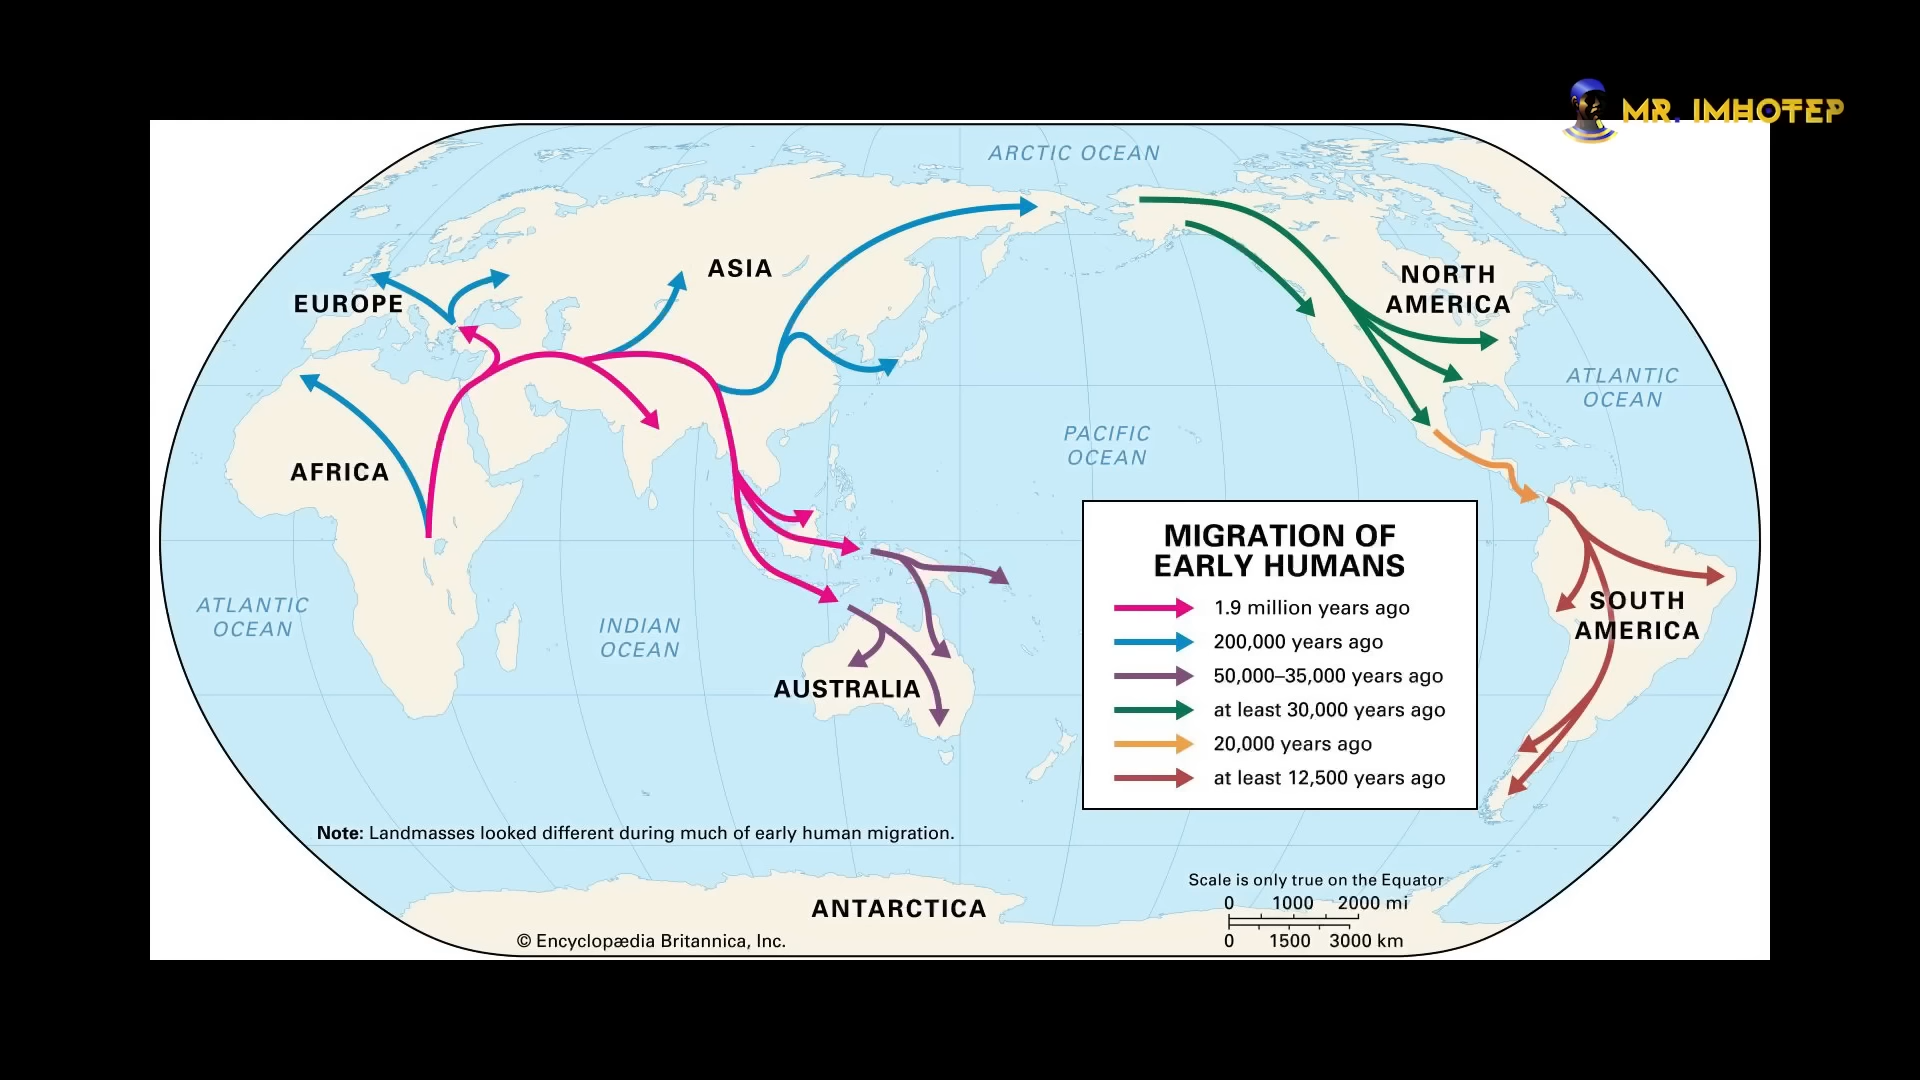 MR. IMHOTEP
ARCTIC OCEAN
ASIA
NORTH
AMERICA
EUROPE
ATLANTIC
OCEAN
PACIFIC
OCEAN
AFRICA
MIGRATION OF
EARLY HUMANS
1.9 million years ago
200,000 years ago
50,000–35,000 years ago
at least 30,000 years ago
20,000 years ago
at least 12,500 years ago
ATLANTIC
OCEAN
INDIAN
OCEAN
SOUTH
AMERICA
AUSTRALIA
Note: Landmasses looked different during much of early human migration.
Scale is only true on the Equator
0 1000 2000 mi
0 1500 3000 km
ANTARCTICA
© Encyclopædia Britannica, Inc.